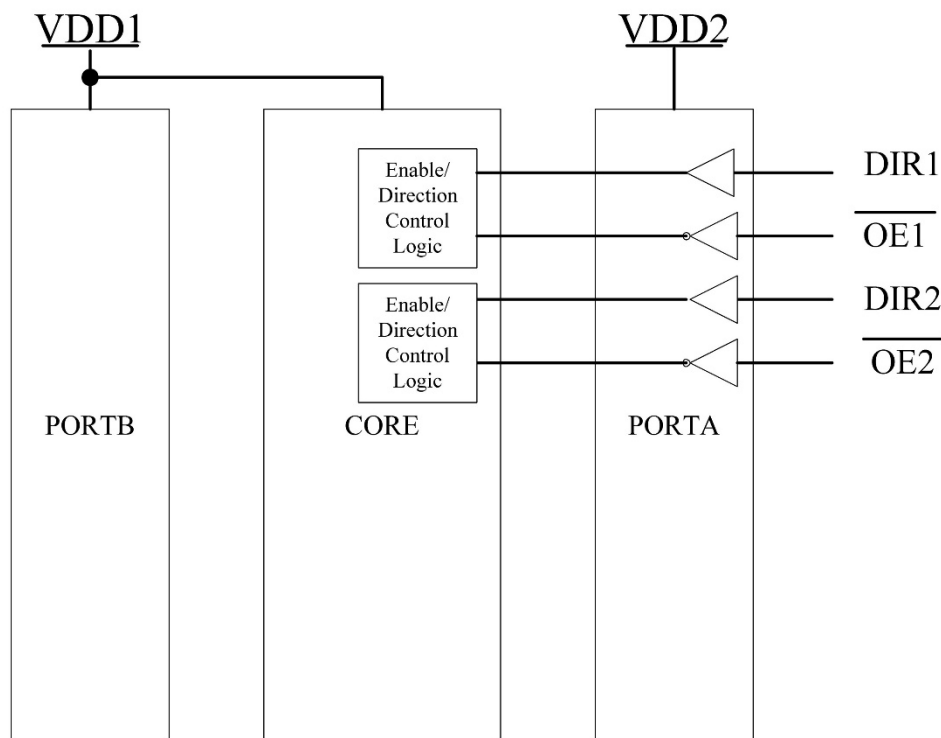 VDD1
VDD2
Enable/
Direction
Control
Logic
DIR1
OE1
Enable/
Direction
Control
Logic
DIR2
OE2
PORTB
CORE
PORTA